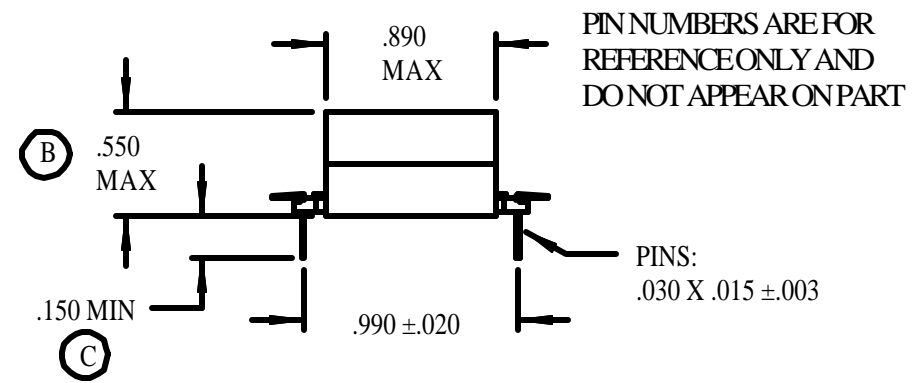 PIN NUMBERS ARE FOR
REFERENCE ONLY AND
DO NOT APPEAR ON PART
.890
MAX
B
.550
MAX
PINS:
.030 X .015 ±.003
.150 MIN
.990 ±.020
C